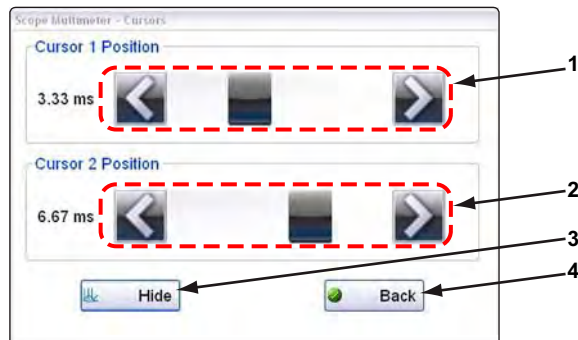 Scope Multimeter - Cursors
Cursor 1 Position
3.33 ms
1
Cursor 2 Position
6.67 ms
2
3
Hide
Back
4